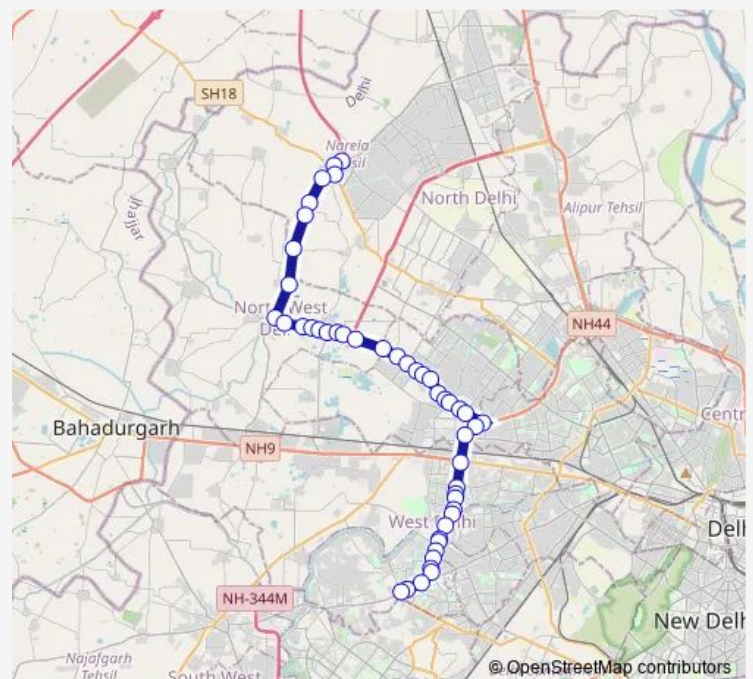 SH18
Delhi
Narela
sil
North Delhi
Alipur Tehsil
Jhajjar
North West
Del
NH44
Bahadurgarh
NH9
Centr
West Delhi
Delh
NH-344M
New Delh
Najafgarh
Tehsil
South West
© OpenStreetMap contributors